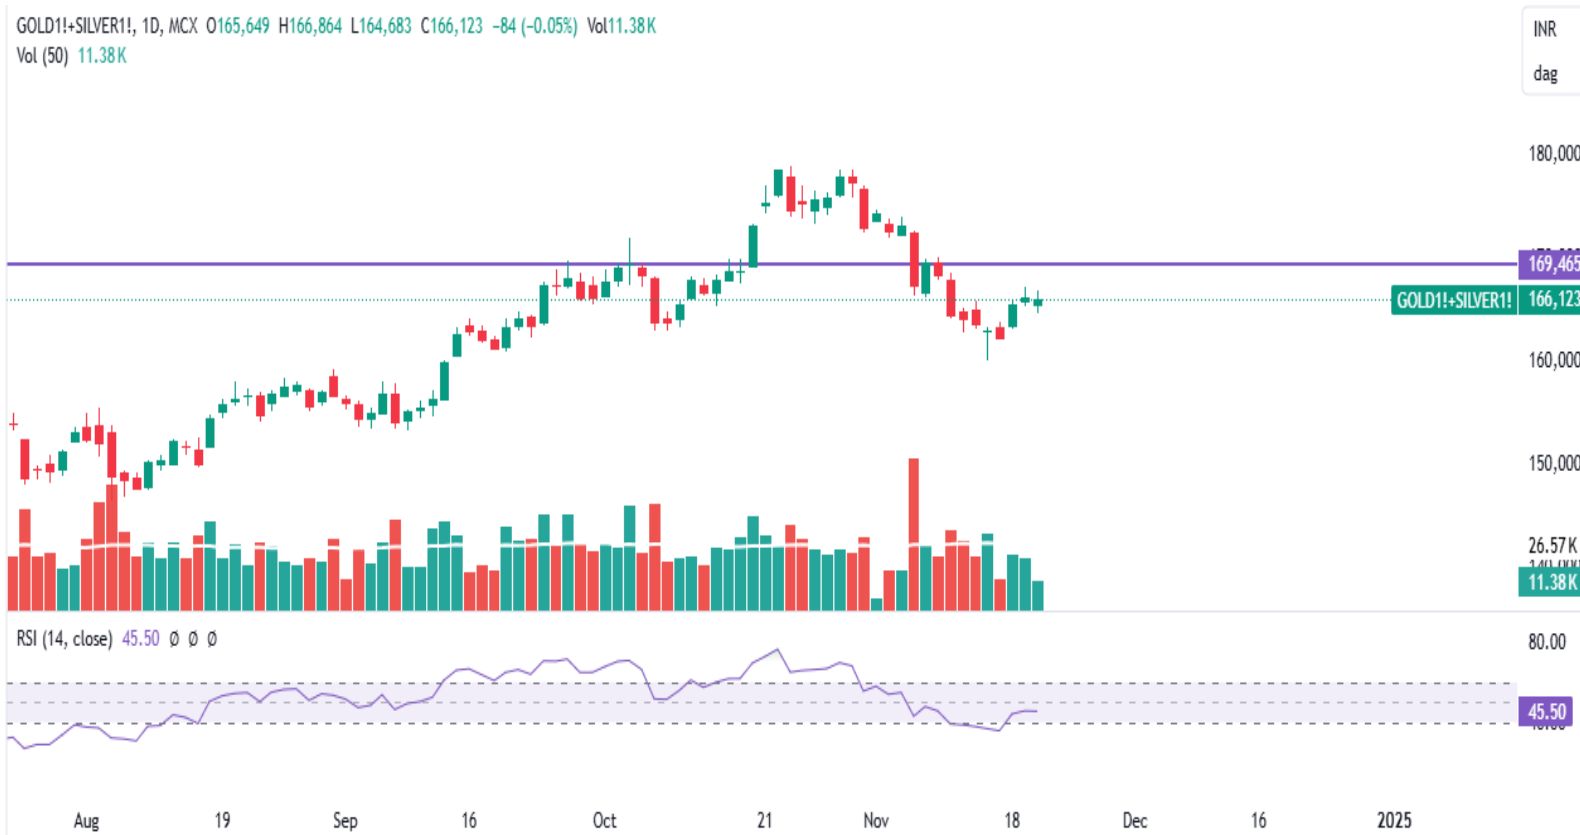 GOLD1!+SILVER1!, 1D, MCX O165,649 H166,864 L164,683 C166,123 −84 (−0.05%) Vol11.38K
Vol (50) 11.38K
INR
dag
180,000
169,465
GOLD1!+SILVER1! 166,123
160,000
150,000
26.57K
11.38K
RSI (14, close) 45.50 Ø Ø Ø
80.00
45.50
Aug 19 Sep 16 Oct 21 Nov 18 Dec 16 2025